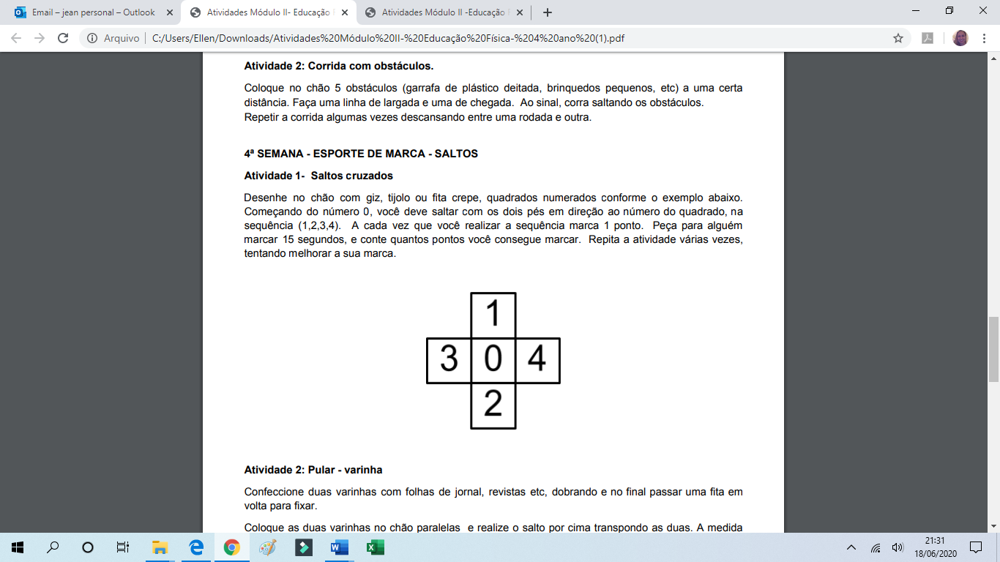 Email – jean personal – Outlook
Atividades Módulo II- Educação
Atividades Módulo II -Educação
Arquivo
C:/Users/Ellen/Downloads/Atividades%20Módulo%20II-%20Educação%20Física-%204%20ano%20(1).pdf
Atividade 2: Corrida com obstáculos.
Coloque no chão 5 obstáculos (garrafa de plástico deitada, brinquedos pequenos, etc) a uma certa
distância. Faça uma linha de largada e uma de chegada.  Ao sinal, corra saltando os obstáculos.
Repetir a corrida algumas vezes descansando entre uma rodada e outra.
4ª SEMANA - ESPORTE DE MARCA - SALTOS
Atividade 1-  Saltos cruzados
Desenhe no chão com giz, tijolo ou fita crepe, quadrados numerados conforme o exemplo abaixo.
Começando do número 0, você deve saltar com os dois pés em direção ao número do quadrado, na
sequência (1,2,3,4).  A cada vez que você realizar a sequência marca 1 ponto.  Peça para alguém
marcar 15 segundos, e conte quantos pontos você consegue marcar.  Repita a atividade várias vezes,
tentando melhorar a sua marca.
1
3 0 4
2
Atividade 2: Pular - varinha
Confeccione duas varinhas com folhas de jornal, revistas etc, dobrando e no final passar uma fita em
volta para fixar.
Coloque as duas varinhas no chão paralelas  e realize o salto por cima transpondo as duas. A medida
21:31
18/06/2020